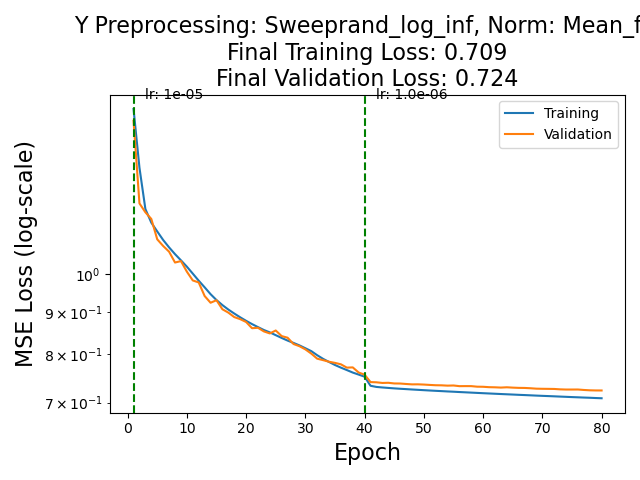 Y Preprocessing: Sweeprand_log_inf, Norm: Mean_f
Final Training Loss: 0.709
Final Validation Loss: 0.724
lr: 1e-05
lr: 1.0e-06
Training
Validation
MSE Loss (log-scale)
10⁰
9 × 10⁻¹
8 × 10⁻¹
7 × 10⁻¹
0 10 20 30 40 50 60 70 80
Epoch